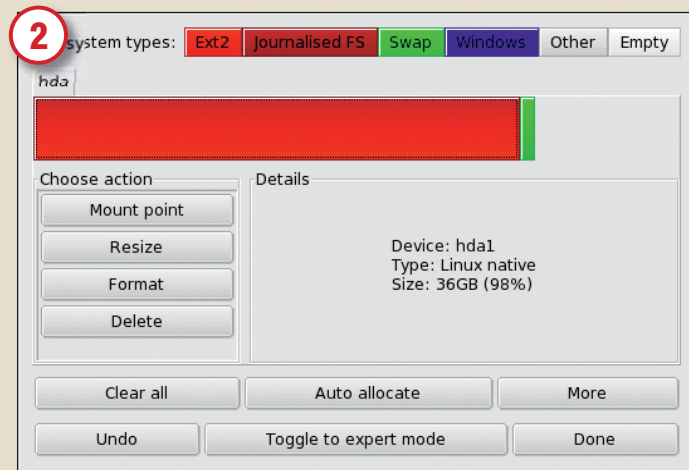 2
system types: Ext2 Journalised FS Swap Windows Other Empty
hda
Choose action
Details
Mount point
Resize
Format
Delete
Device: hda1
Type: Linux native
Size: 36GB (98%)
Clear all Auto allocate More
Undo Toggle to expert mode Done